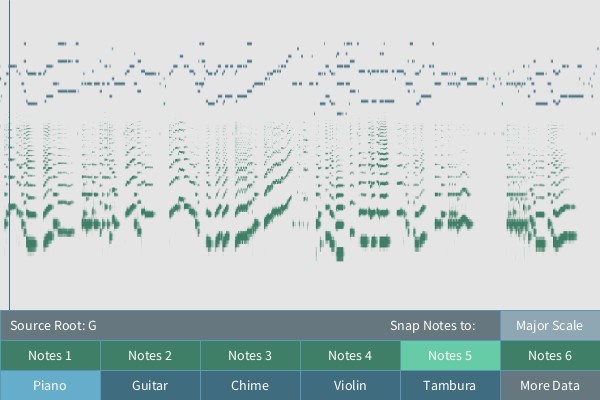 Source Root: G Snap Notes to: Major Scale
Notes 1 Notes 2 Notes 3 Notes 4 Notes 5 Notes 6
Piano Guitar Chime Violin Tambura More Data